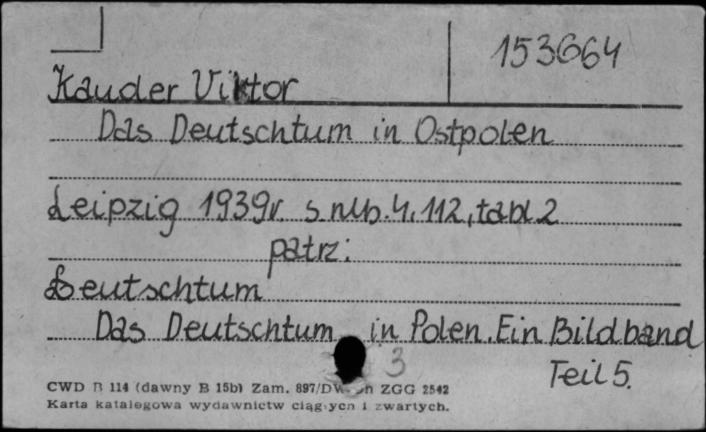 153664
Kauder Viktor
Das Deutschtum in Ostpolen
Leipzig 1939r. s. nlb. 4, 112, tabl. 2
patrz:
Deutschtum
Das Deutschtum in Polen. Ein Bildband
3
Teil 5.
CWD B 114 (dawny B 15b) Zam. 897/DW ZGG 2542
Karta katalogowa wydawnictw ciągłych i zwartych.